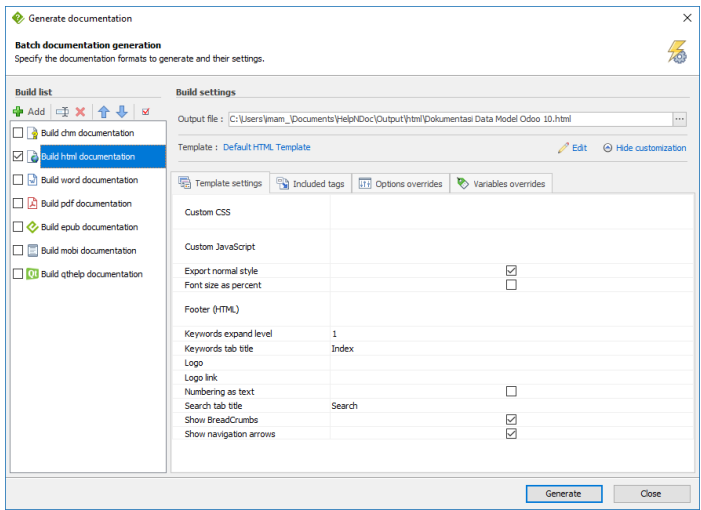 Generate documentation
Batch documentation generation
Specify the documentation formats to generate and their settings.
Build list
Add
Build chm documentation
Build html documentation
Build word documentation
Build pdf documentation
Build epub documentation
Build mobi documentation
Build qthelp documentation
Build settings
Output file : C:\Users\imam_\Documents\HelpNDoc\Output\html\Dokumentasi Data Model Odoo 10.html ...
Template : Default HTML Template Edit Hide customization
Template settings Included tags Options overrides Variables overrides
Custom CSS
Custom JavaScript
Export normal style
Font size as percent
Footer (HTML)
Keywords expand level 1
Keywords tab title Index
Logo
Logo link
Numbering as text
Search tab title Search
Show BreadCrumbs
Show navigation arrows
Generate Close